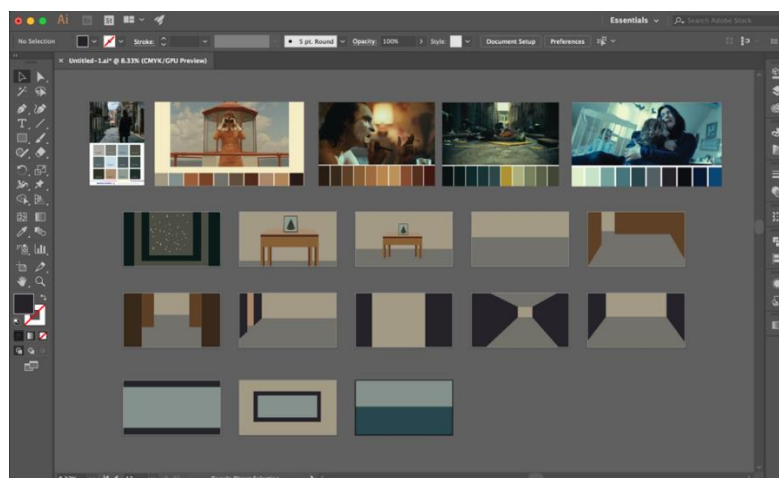 Ai St Essentials Search Adobe Stock
No Selection Stroke: 5 pt. Round Opacity: 100% Style: Document Setup Preferences
× Untitled-1.ai* @ 8.33% (CMYK/GPU Preview)